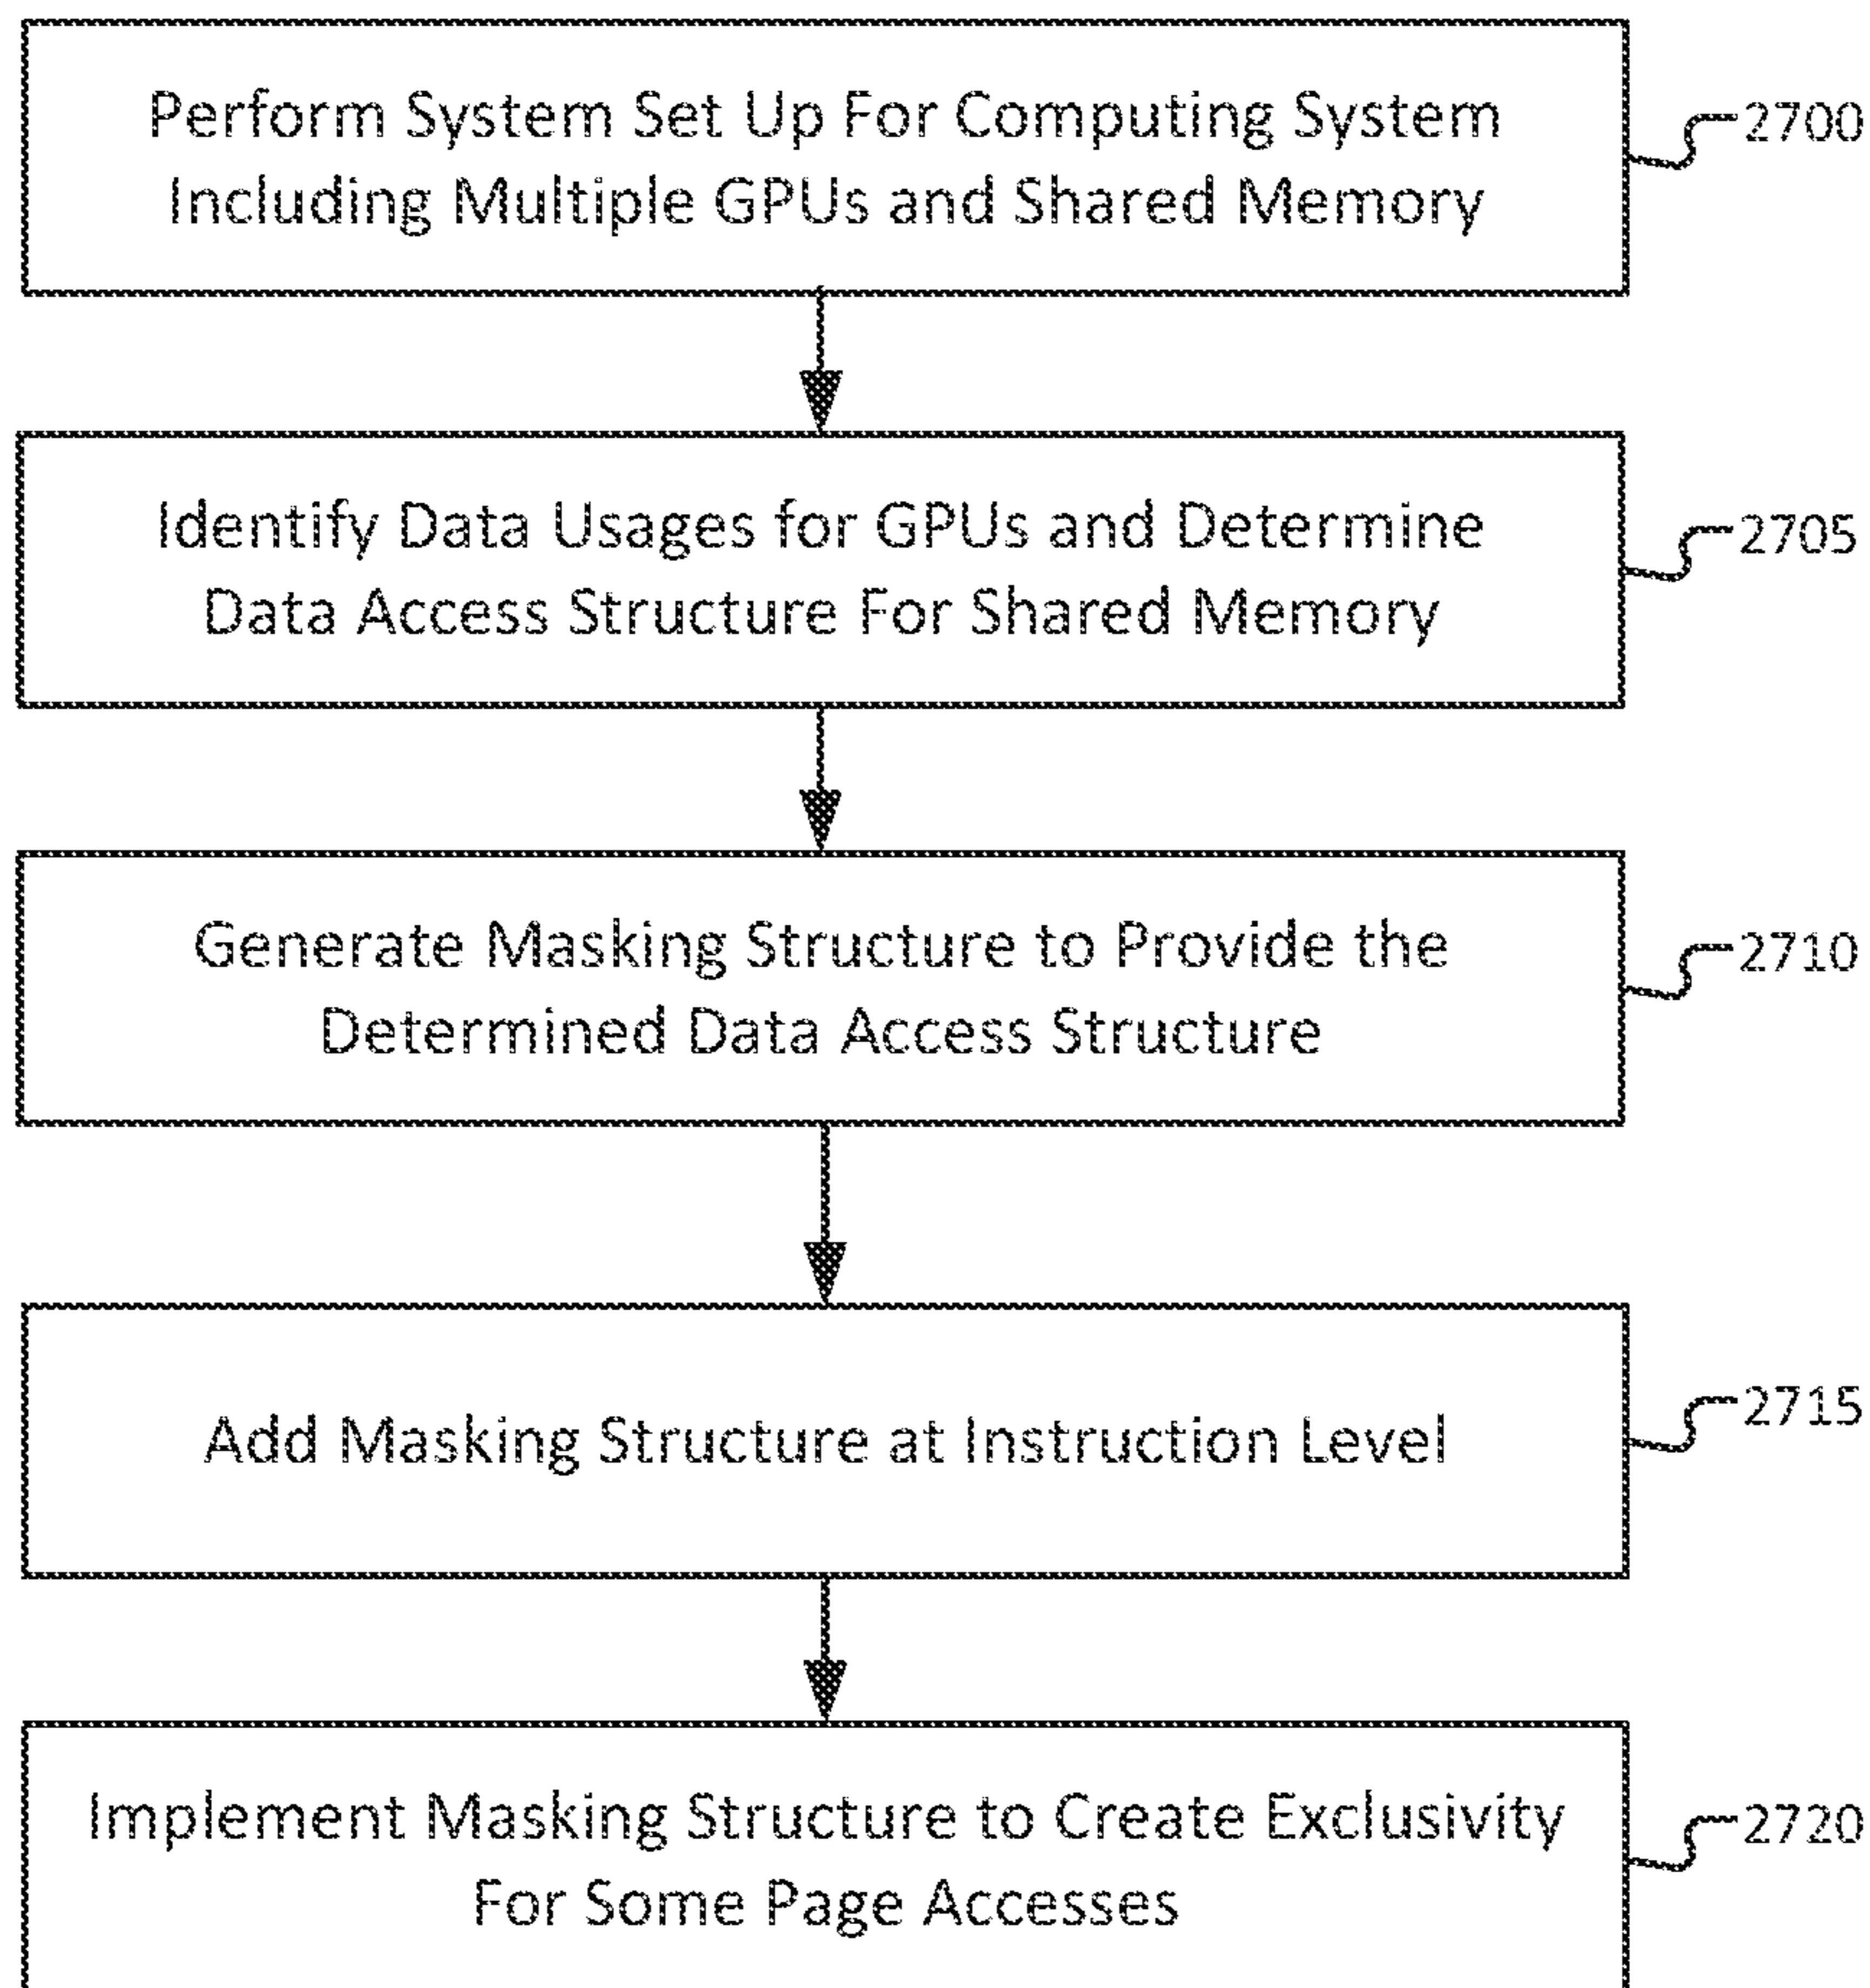 Perform System Set Up For Computing System
Including Multiple GPUs and Shared Memory
2700
Identify Data Usages for GPUs and Determine
Data Access Structure For Shared Memory
2705
Generate Masking Structure to Provide the
Determined Data Access Structure
2710
Add Masking Structure at Instruction Level
2715
Implement Masking Structure to Create Exclusivity
For Some Page Accesses
2720